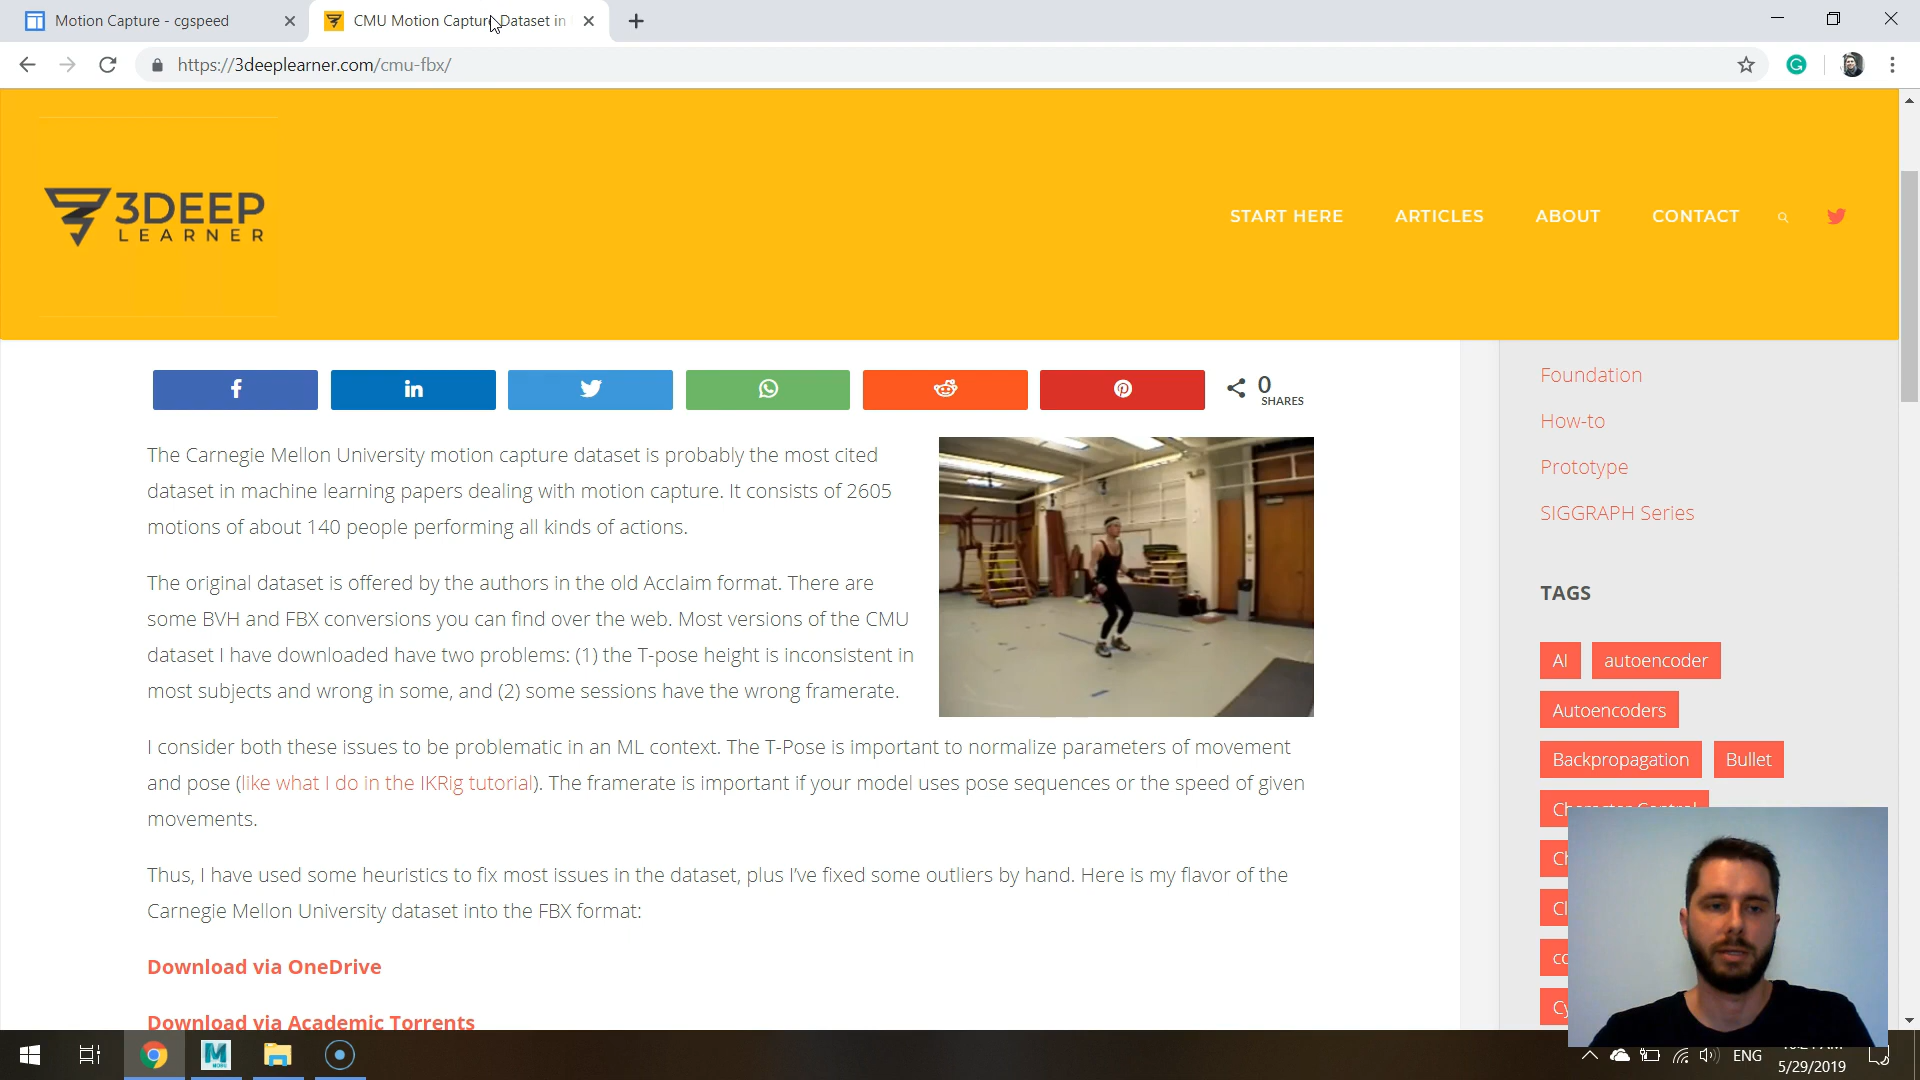 Motion Capture - cgspeed
CMU Motion Capture Dataset in
https://3deeplearner.com/cmu-fbx/
3DEEP
LEARNER
START HERE
ARTICLES
ABOUT
CONTACT
0
SHARES
The Carnegie Mellon University motion capture dataset is probably the most cited
dataset in machine learning papers dealing with motion capture. It consists of 2605
motions of about 140 people performing all kinds of actions.
The original dataset is offered by the authors in the old Acclaim format. There are
some BVH and FBX conversions you can find over the web. Most versions of the CMU
dataset I have downloaded have two problems: (1) the T-pose height is inconsistent in
most subjects and wrong in some, and (2) some sessions have the wrong framerate.
I consider both these issues to be problematic in an ML context. The T-Pose is important to normalize parameters of movement
and pose (like what I do in the IKRig tutorial). The framerate is important if your model uses pose sequences or the speed of given
movements.
Thus, I have used some heuristics to fix most issues in the dataset, plus I've fixed some outliers by hand. Here is my flavor of the
Carnegie Mellon University dataset into the FBX format:
Download via OneDrive
Download via Academic Torrents
Foundation
How-to
Prototype
SIGGRAPH Series
TAGS
AI
autoencoder
Autoencoders
Backpropagation
Bullet
Character Control
ENG
5/29/2019